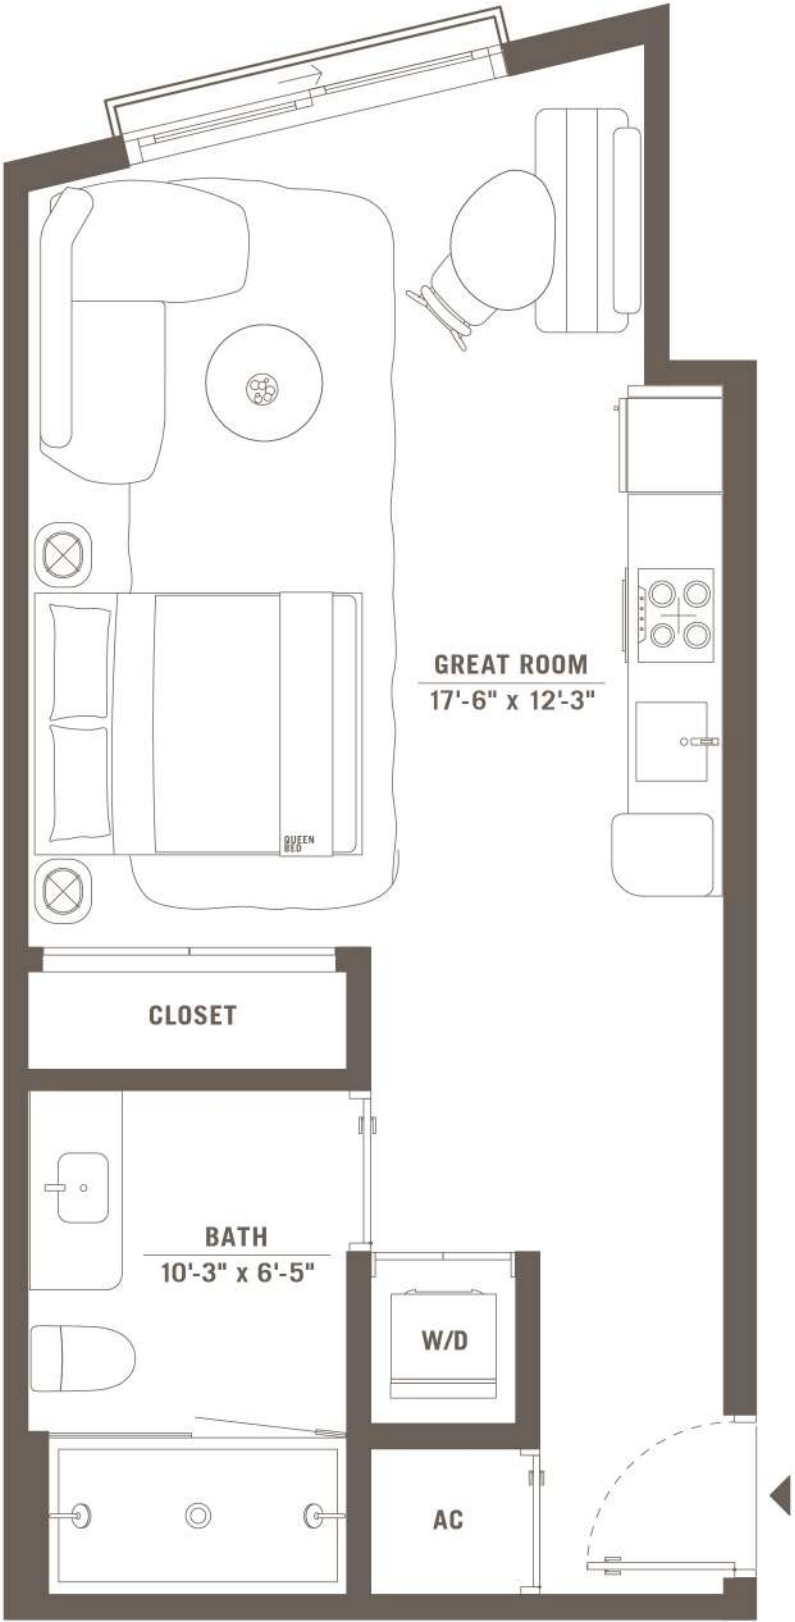 GREAT ROOM
17'-6" x 12'-3"
QUEEN
BED
CLOSET
BATH
10'-3" x 6'-5"
W/D
AC